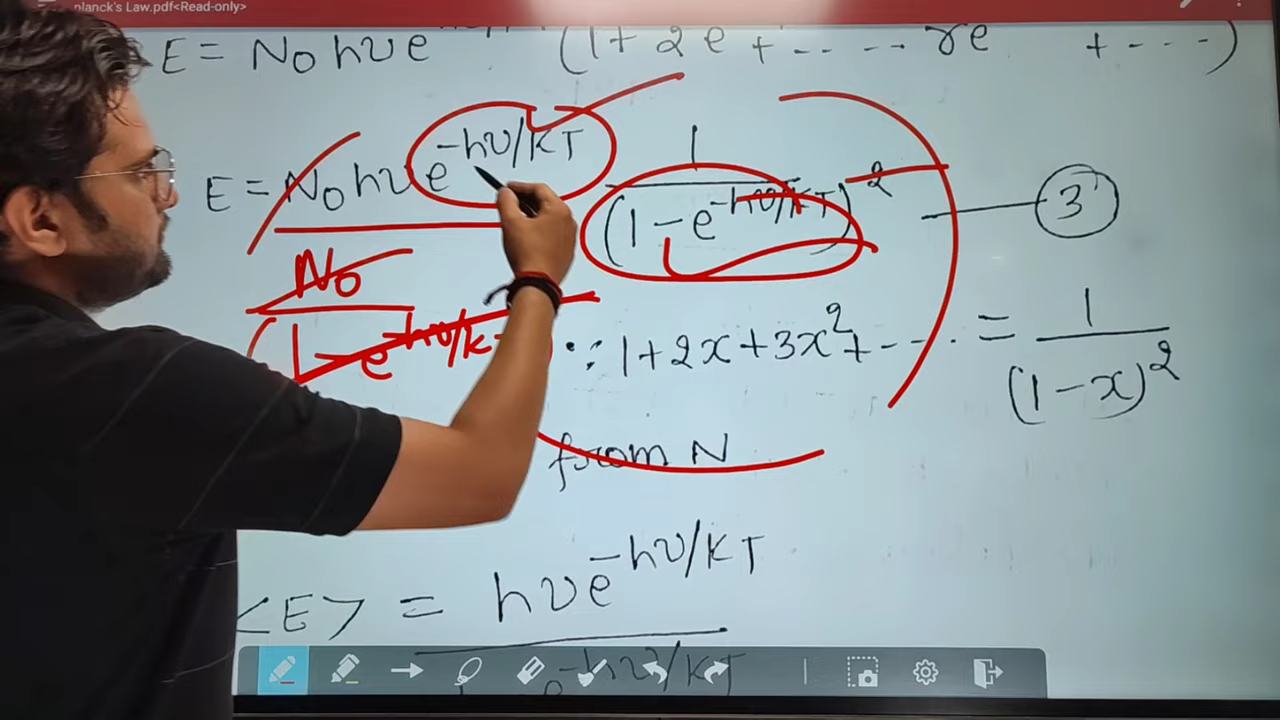 planck's Law.pdf<Read-only>
E = N₀hυe (1 + 2e + ..... re + ---)
E = N₀hυe^-hυ/KT 1/(1-e^-hυ/KT)² — 3
N₀
1-e^-hυ/k ∵ 1+2x+3x²+..... = 1/(1-x)²
from N
<E> = hυe^-hυ/KT
e^-hυ/KT